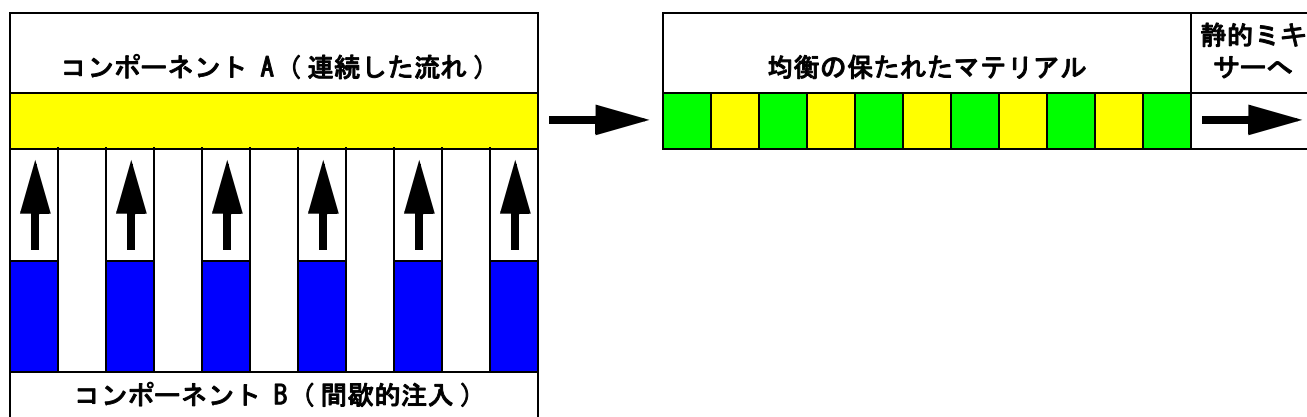 コンポーネント A ( 連続した流れ )
均衡の保たれたマテリアル
静的ミキ
サーへ
コンポーネント B ( 間歇的注入 )